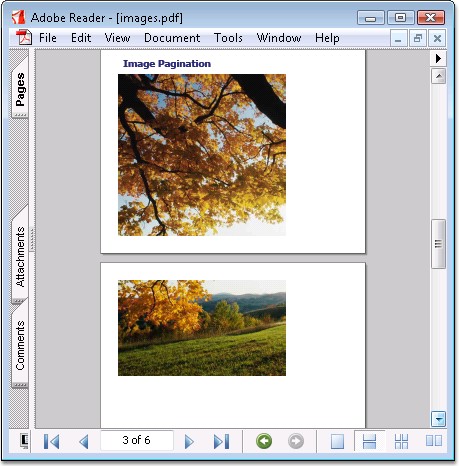 Adobe Reader - [images.pdf]
File Edit View Document Tools Window Help
Pages
Image Pagination
Attachments
Comments
3 of 6